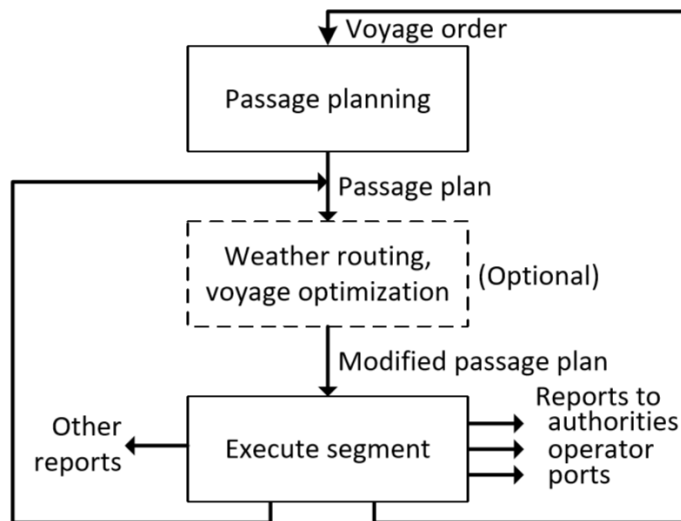 Voyage order
Passage planning
Passage plan
Weather routing,
voyage optimization
(Optional)
Modified passage plan
Other
reports
Execute segment
Reports to
authorities
operator
ports